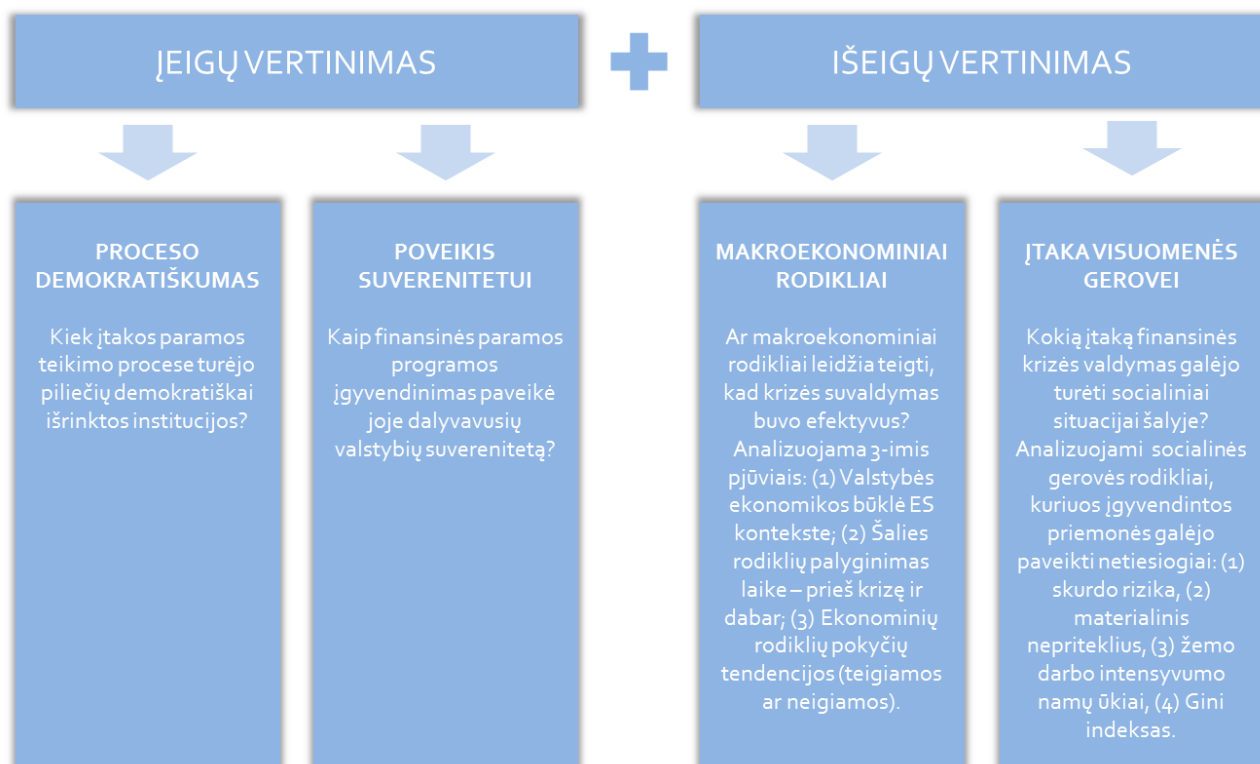 ĮEIGŲ VERTINIMAS
IŠEIGŲ VERTINIMAS
PROCESO
DEMOKRATIŠKUMAS
Kiek įtakos paramos
teikimo procese turėjo
piliečių demokratiškai
išrinktos institucijos?
POVEIKIS
SUVERENITETUI
Kaip finansinės paramos
programos
įgyvendinimas paveikė
joje dalyvavusių
valstybių suverenitetą?
MAKROEKONOMINIAI
RODIKLIAI
Ar makroekonominiai
rodikliai leidžia teigti,
kad krizės suvaldymas
buvo efektyvus?
Analizuojama 3-imis
pjūviais: (1) Valstybės
ekonomikos būklė ES
kontekste; (2) Šalies
rodiklių palyginimas
laike – prieš krizę ir
dabar; (3) Ekonominių
rodiklių pokyčių
tendencijos (teigiamos
ar neigiamos).
ĮTAKA VISUOMENĖS
GEROVEI
Kokią įtaką finansinės
krizės valdymas galėjo
turėti socialiniai
situacijai šalyje?
Analizuojami socialinės
gerovės rodikliai,
kuriuos įgyvendintos
priemonės galėjo
paveikti netiesiogiai: (1)
skurdo rizika, (2)
materialinis
nepriteklius, (3) žemo
darbo intensyvumo
namų ūkiai, (4) Gini
indeksas.